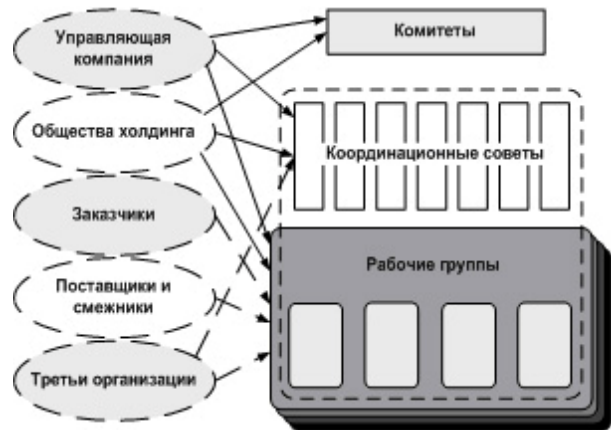 Управляющая
компания
Комитеты
Общества холдинга
Координационные советы
Заказчики
Рабочие группы
Поставщики и
смежники
Третьи организации